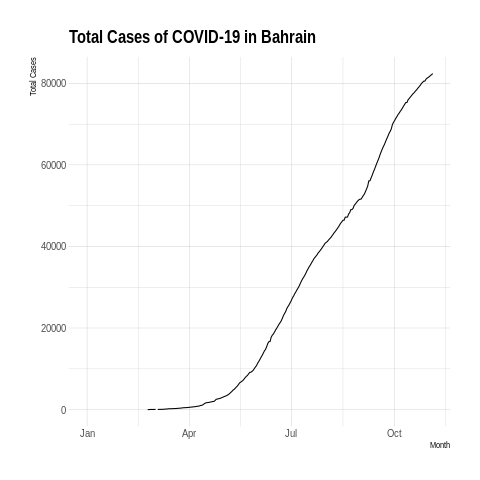 Total Cases of COVID-19 in Bahrain
Total Cases
80000
60000
40000
20000
0
Jan Apr Jul Oct
Month